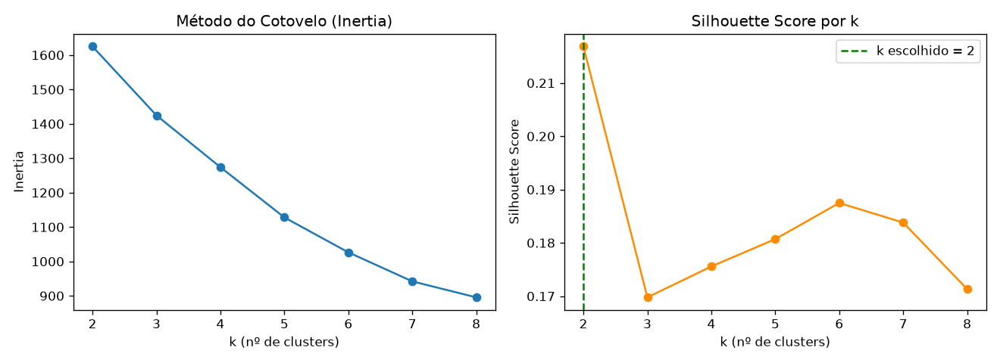 Método do Cotovelo (Inertia)
1600
1500
1400
1300
1200
1100
1000
900
Inertia
2 3 4 5 6 7 8
k (nº de clusters)
Silhouette Score por k
k escolhido = 2
0.21
0.20
0.19
0.18
0.17
Silhouette Score
2 3 4 5 6 7 8
k (nº de clusters)